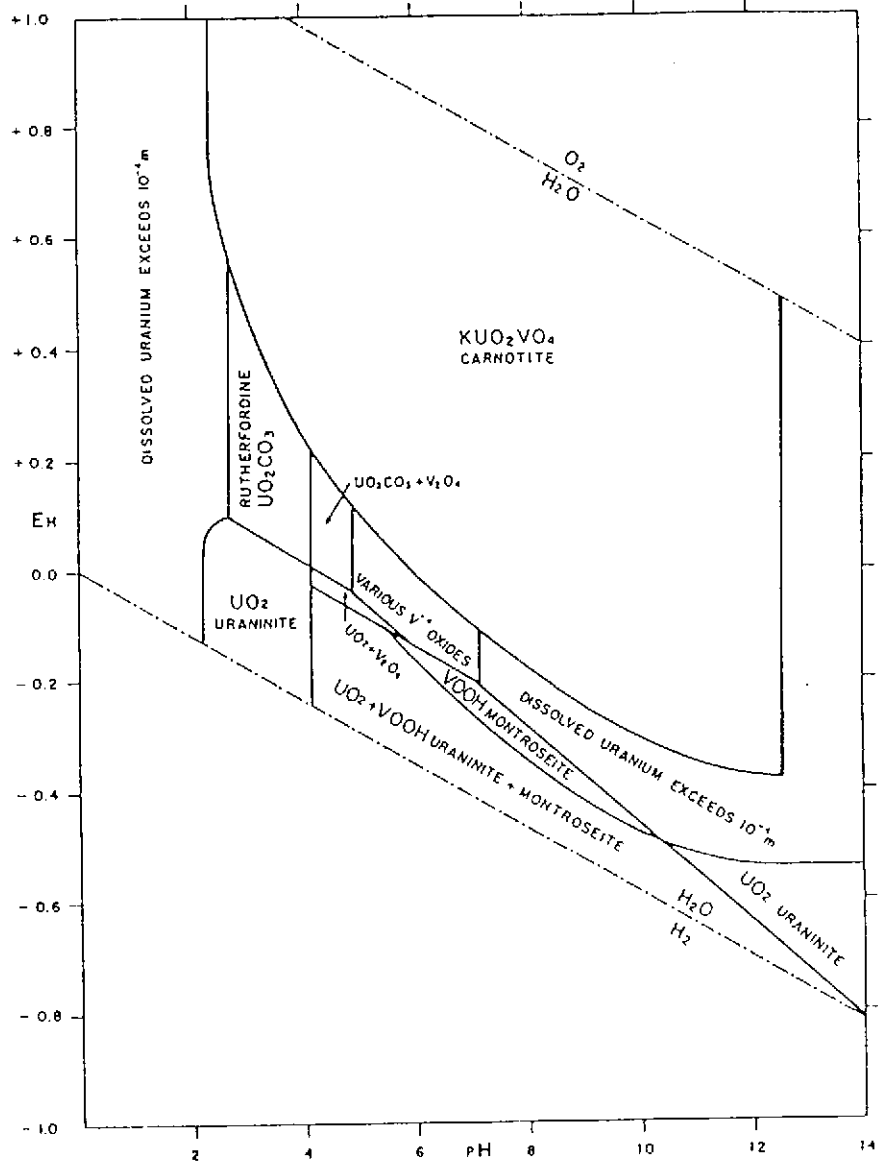 +1.0
+ 0.8
+ 0.6
+ 0.4
+ 0.2
EH
0.0
- 0.2
- 0.4
- 0.6
- 0.8
- 1.0
DISSOLVED URANIUM EXCEEDS 10⁻⁴m
O₂
H₂O
KUO₂VO₄
CARNOTITE
RUTHERFORDINE
UO₂CO₃
UO₂CO₃ + V₂O₄
UO₂
URANINITE
VARIOUS V⁺⁴ OXIDES
UO₂+V₂O₄
VOOH MONTROSEITE
DISSOLVED URANIUM EXCEEDS 10⁻⁴m
UO₂ + VOOH URANINITE + MONTROSEITE
UO₂ URANINITE
H₂O
H₂
2
4
6
PH
8
10
12
14